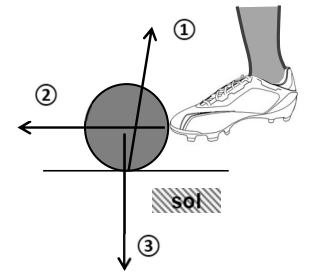 ①
②
sol
③